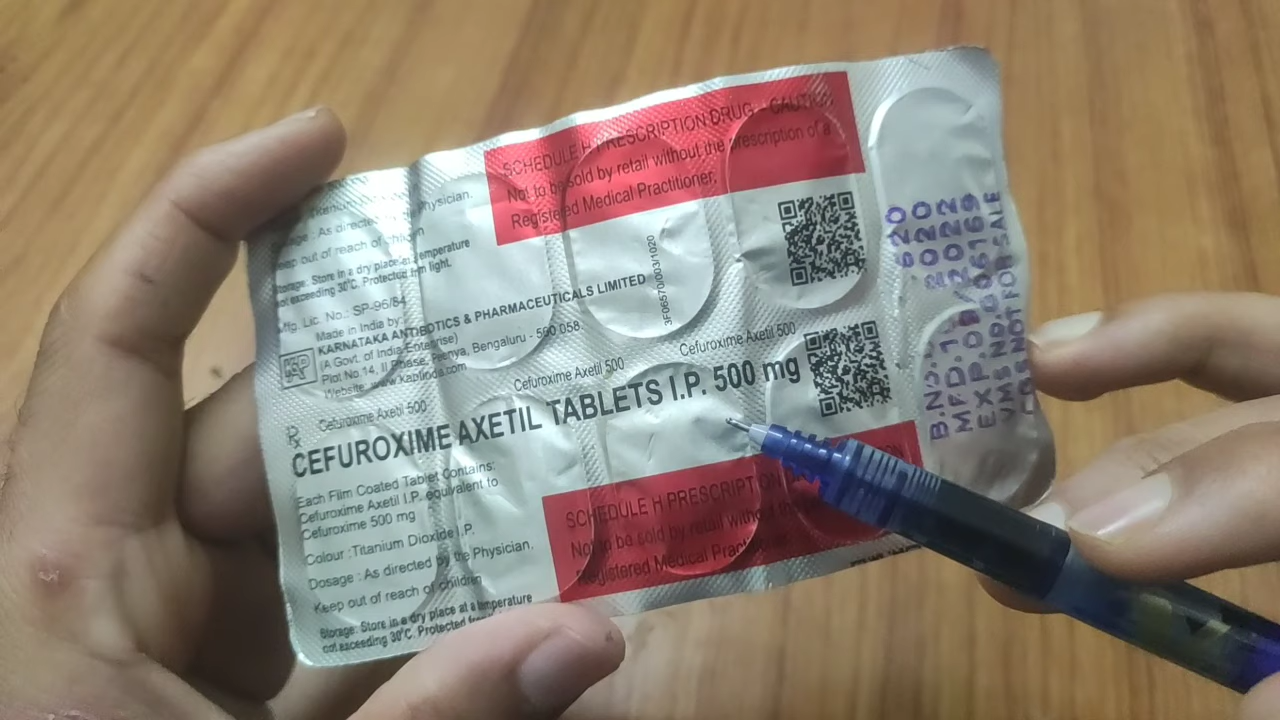 SCHEDULE H PRESCRIPTION DRUG - CAUTION
Not to be sold by retail without the prescription of a
Registered Medical Practitioner.
Titanium
Physician.
Dosage : As directed
Keep out of reach of children
Storage: Store in a dry place at temperature
not exceeding 30°C. Protected from light.
Mfg. Lic. No.: SP-96/84
Made in India by:
KARNATAKA ANTIBIOTICS & PHARMACEUTICALS LIMITED
(A Govt. of India Enterprise)
Plot No.14, II Phase, Peenya, Bengaluru - 560 058
Website: www.kaplindia.com
3F0657/003/1020
Cefuroxime Axetil 500
Cefuroxime Axetil 500
Cefuroxime Axetil 500
Rx
CEFUROXIME AXETIL TABLETS I.P. 500 mg
Each Film Coated Tablet Contains:
Cefuroxime Axetil I.P. equivalent to
Cefuroxime 500 mg
Colour :Titanium Dioxide I.P.
Dosage : As directed by the Physician.
Keep out of reach of children
Storage: Store in a dry place at a temperature
not exceeding 30°C. Protected from
SCHEDULE H PRESCRIPTION
Not to be sold by retail without the
Registered Medical
B.NO.
MFD.
EXP.
VMS NO.
NOT FOR SALE